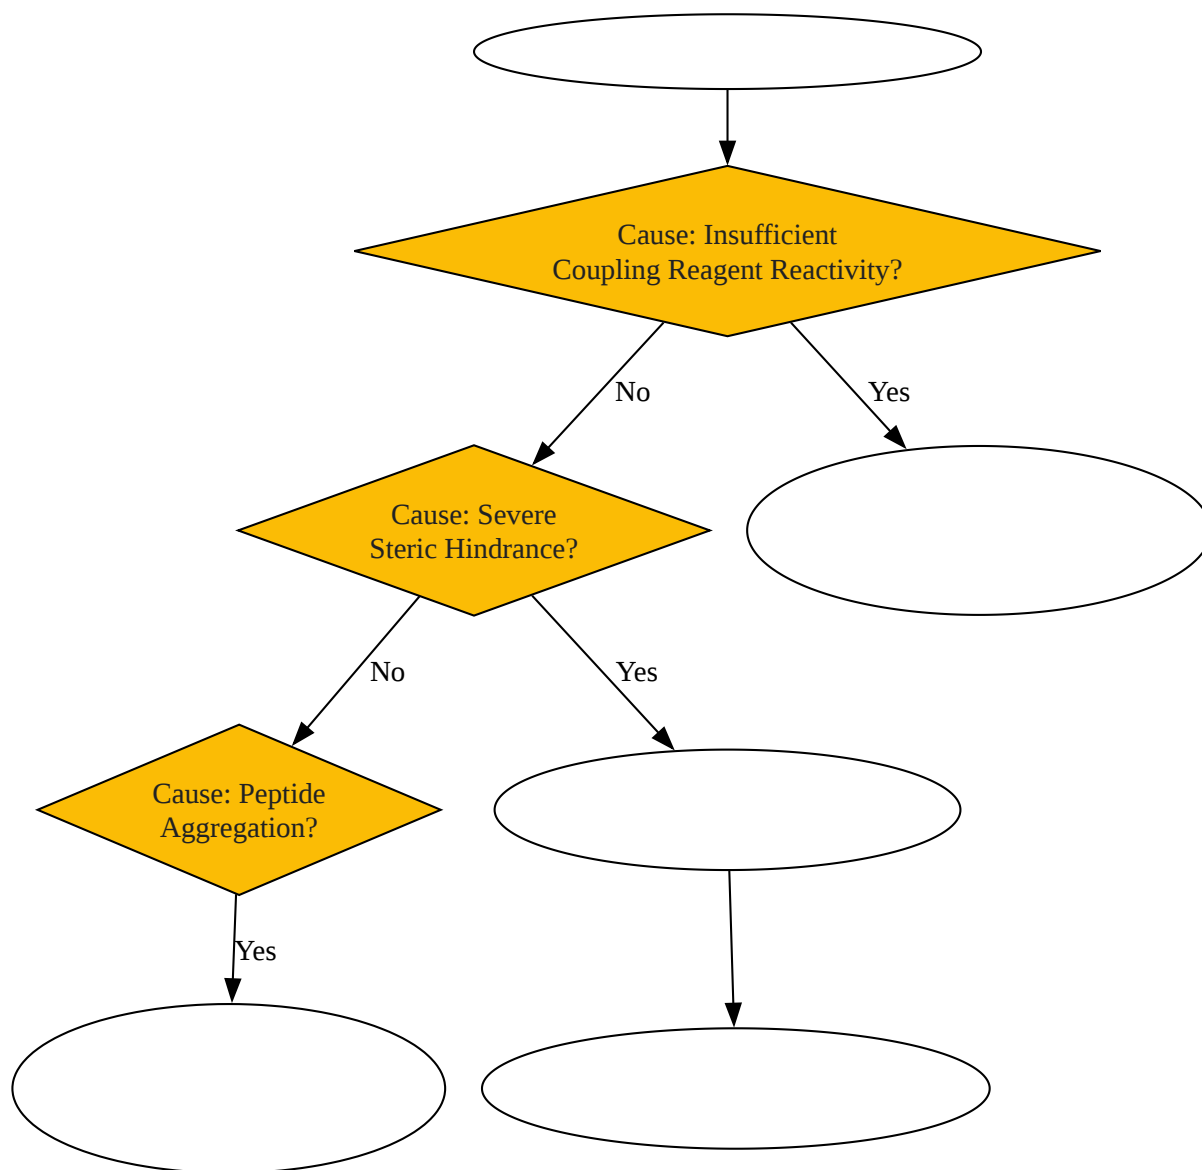 Cause: Insufficient
Coupling Reagent Reactivity?
No
Yes
Cause: Severe
Steric Hindrance?
No
Yes
Cause: Peptide
Aggregation?
Yes